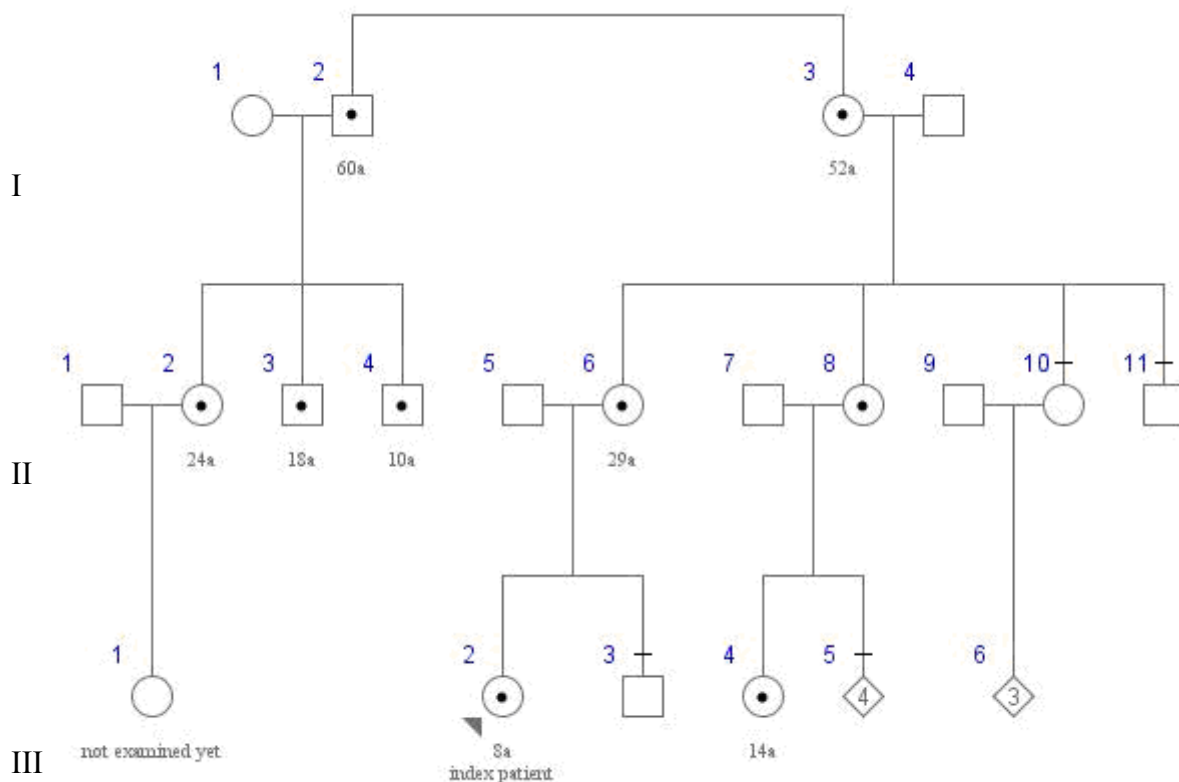 1 2 3 4
60a 52a
I
1 2 3 4 5 6 7 8 9 10 11
24a 18a 10a 29a
II
1 2 3 4 5 6
4 3
not examined yet 8a 14a
index patient
III